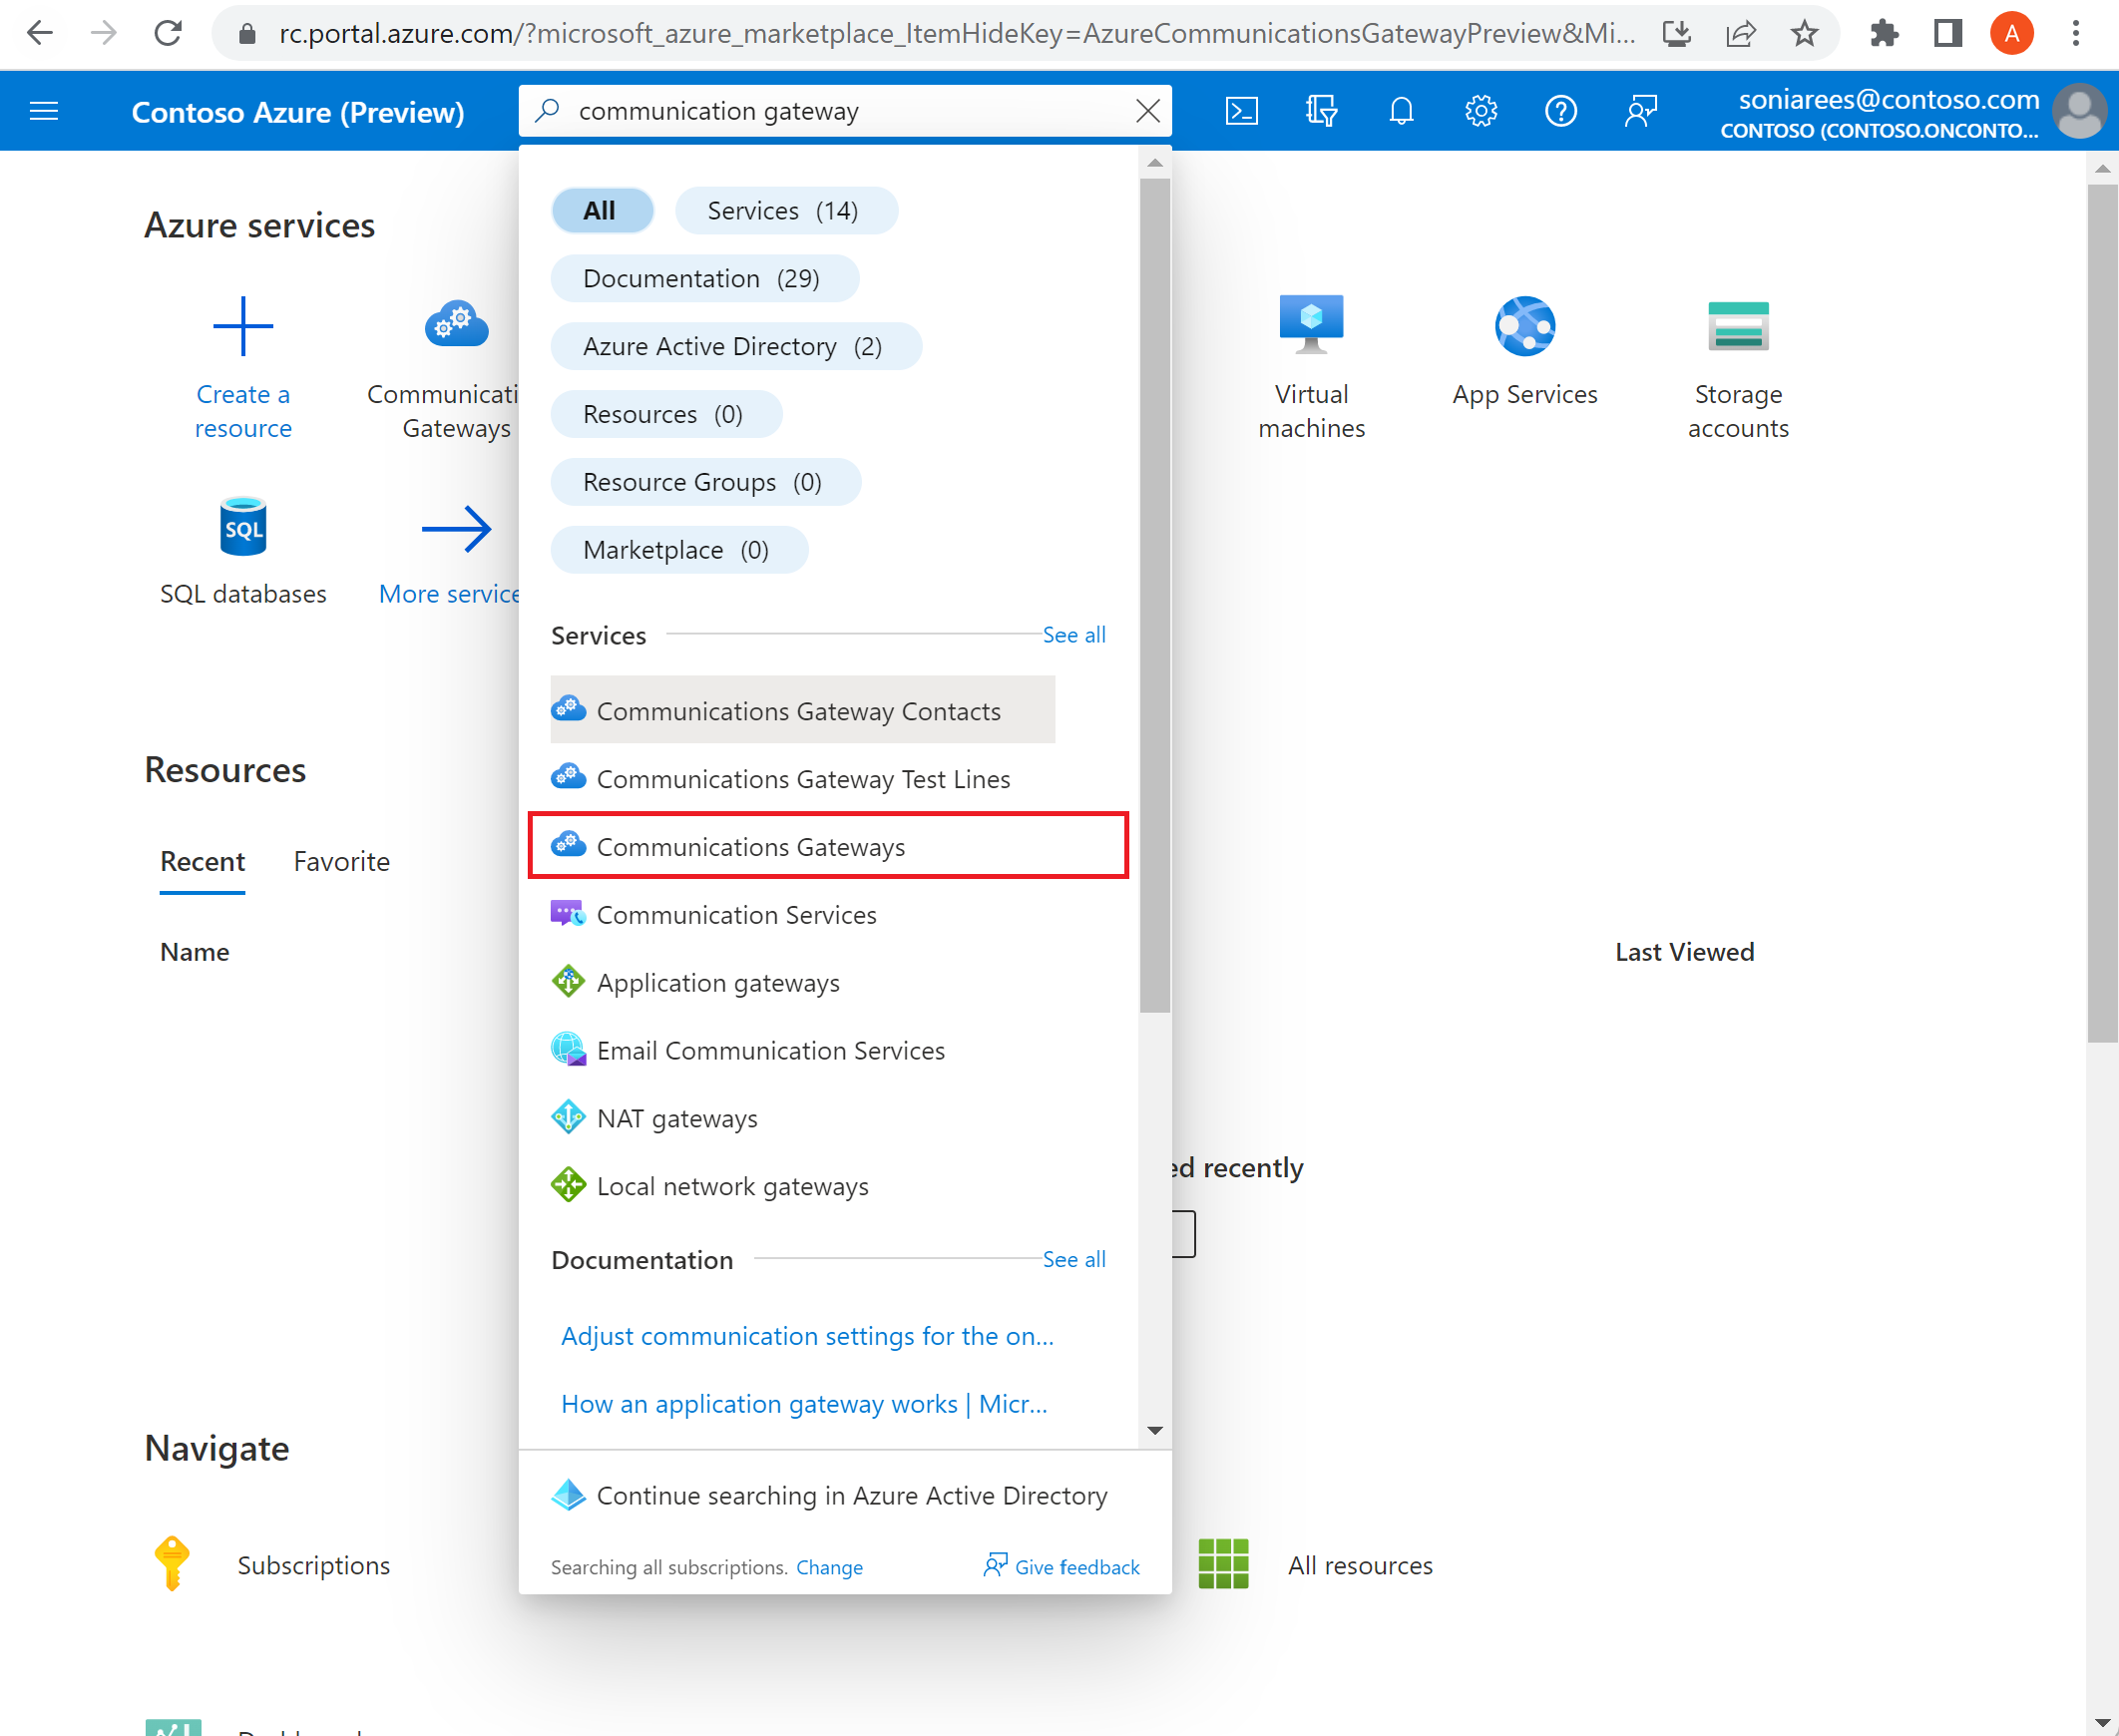 rc.portal.azure.com/?microsoft_azure_marketplace_ItemHideKey=AzureCommunicationsGatewayPreview&Mi...
A
Contoso Azure (Preview)
communication gateway
soniarees@contoso.com
CONTOSO (CONTOSO.ONCONTO...
Azure services
All
Services (14)
Documentation (29)
Azure Active Directory (2)
Resources (0)
Resource Groups (0)
Marketplace (0)
Create a
resource
Communicati
Gateways
Virtual
machines
App Services
Storage
accounts
SQL
SQL databases
More service
Services
See all
Communications Gateway Contacts
Communications Gateway Test Lines
Communications Gateways
Communication Services
Application gateways
Email Communication Services
NAT gateways
Local network gateways
Documentation
See all
Adjust communication settings for the on...
How an application gateway works | Micr...
Continue searching in Azure Active Directory
Searching all subscriptions. Change
Give feedback
Resources
Recent
Favorite
Name
Last Viewed
ed recently
Navigate
Subscriptions
All resources